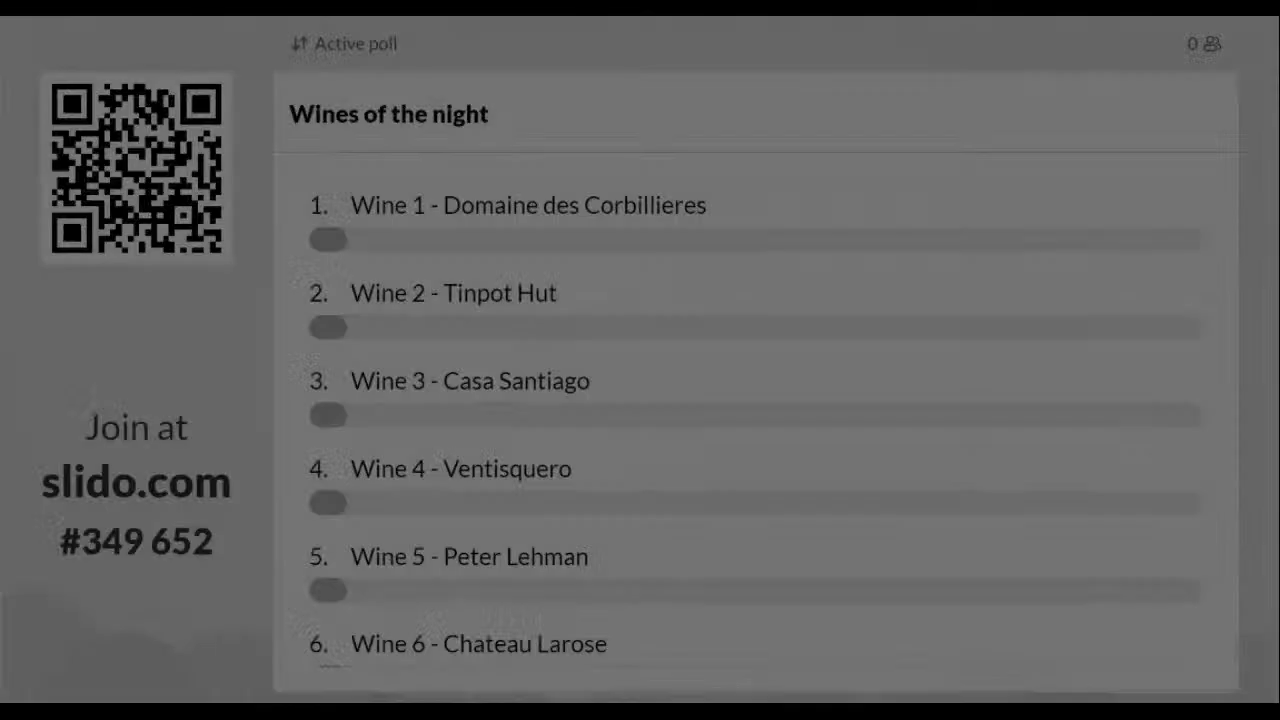 Active poll
0
Wines of the night
1. Wine 1 - Domaine des Corbillieres
2. Wine 2 - Tinpot Hut
3. Wine 3 - Casa Santiago
4. Wine 4 - Ventisquero
5. Wine 5 - Peter Lehman
6. Wine 6 - Chateau Larose
Join at
slido.com
#349 652